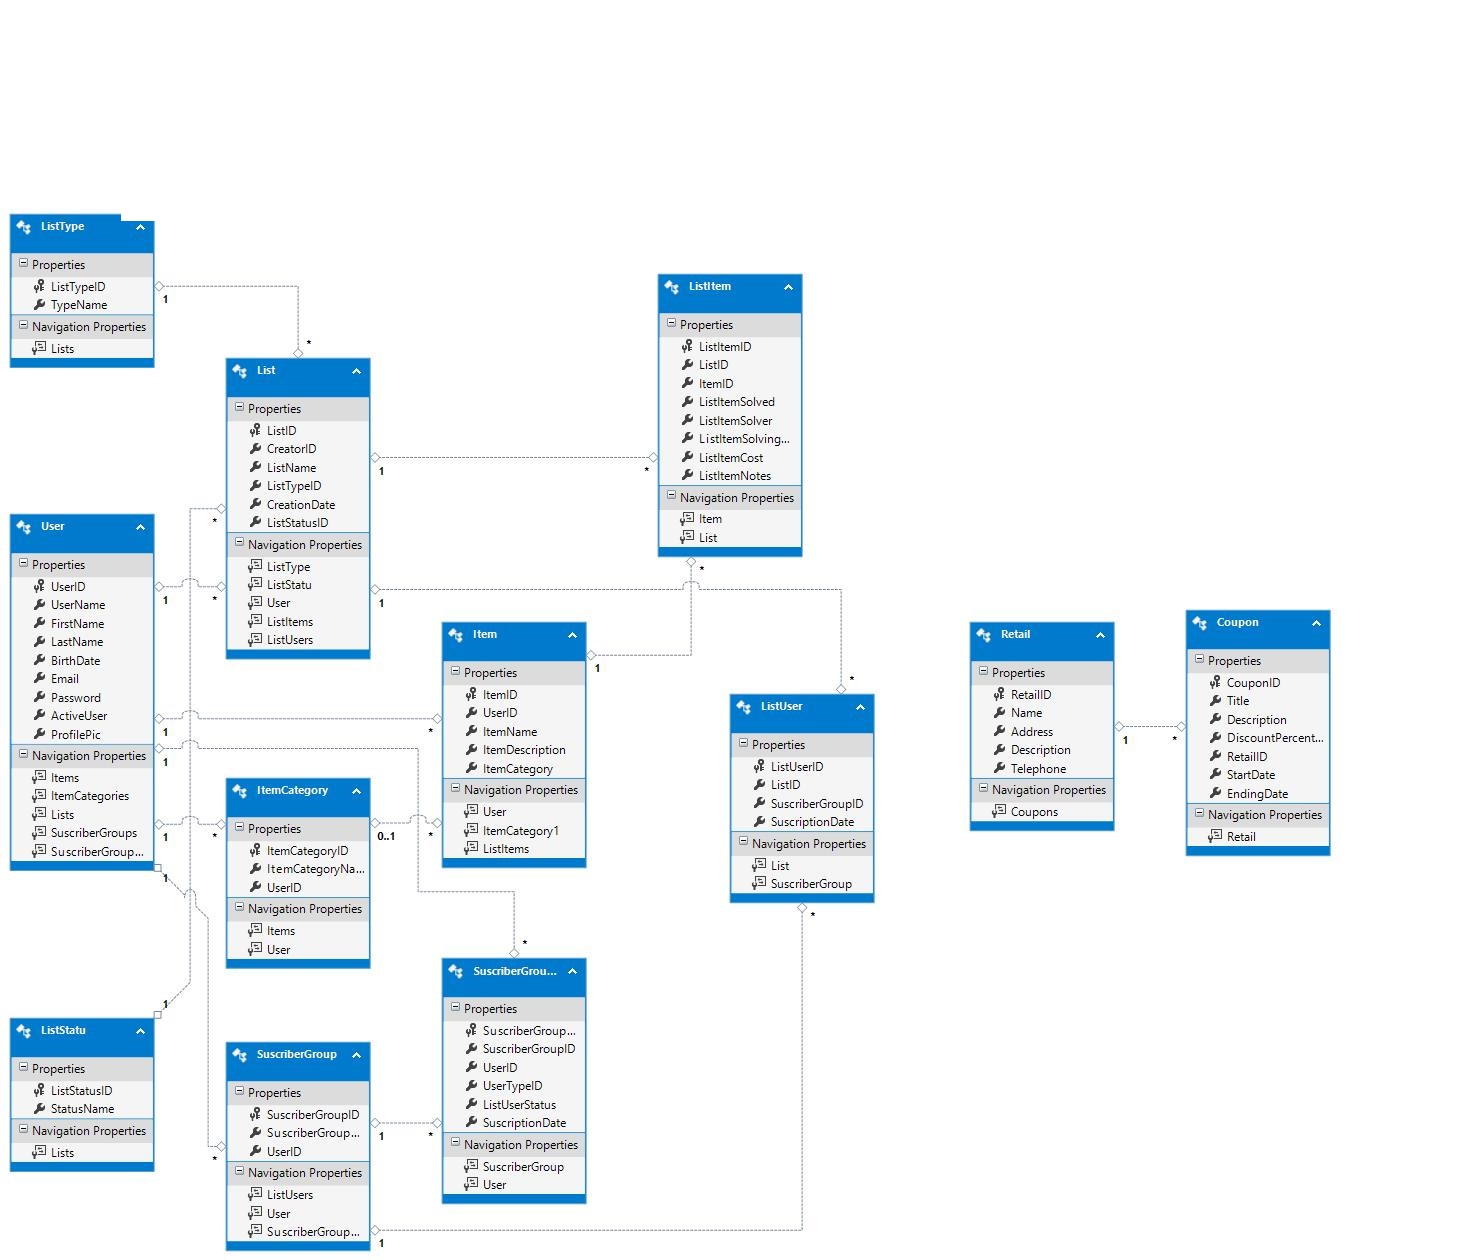 ListType
Properties
ListTypeID
TypeName
Navigation Properties
Lists
1
*
List
Properties
ListID
CreatorID
ListName
ListTypeID
CreationDate
ListStatusID
Navigation Properties
ListType
ListStatu
User
ListItems
ListUsers
1
*
*
*
1
ListItem
Properties
ListItemID
ListID
ItemID
ListItemSolved
ListItemSolver
ListItemSolving...
ListItemCost
ListItemNotes
Navigation Properties
Item
List
*
User
Properties
UserID
UserName
FirstName
LastName
BirthDate
Email
Password
ActiveUser
ProfilePic
Navigation Properties
Items
ItemCategories
Lists
SuscriberGroups
SuscriberGroup...
1
1
1
1
1
Item
Properties
ItemID
UserID
ItemName
ItemDescription
ItemCategory
Navigation Properties
User
ItemCategory1
ListItems
1
*
*
ItemCategory
Properties
ItemCategoryID
ItemCategoryNa...
UserID
Navigation Properties
Items
User
*
0..1
ListUser
Properties
ListUserID
ListID
SuscriberGroupID
SuscriptionDate
Navigation Properties
List
SuscriberGroup
*
*
Retail
Properties
RetailID
Name
Address
Description
Telephone
Navigation Properties
Coupons
1
*
Coupon
Properties
CouponID
Title
Description
DiscountPercent...
RetailID
StartDate
EndingDate
Navigation Properties
Retail
ListStatu
Properties
ListStatusID
StatusName
Navigation Properties
Lists
1
SuscriberGroup
Properties
SuscriberGroupID
SuscriberGroup...
UserID
Navigation Properties
ListUsers
User
SuscriberGroup...
*
1
*
1
SuscriberGrou...
Properties
SuscriberGroup...
SuscriberGroupID
UserID
UserTypeID
ListUserStatus
SuscriptionDate
Navigation Properties
SuscriberGroup
User
*